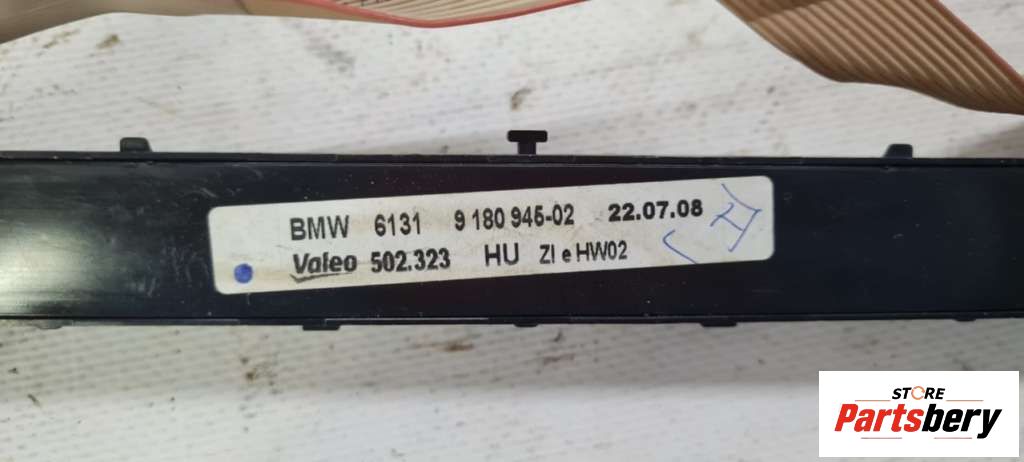 BMW 6131 9 180 945-02 22.07.08
Valeo 502.323 HU ZI e HW02
STORE
Partsbery